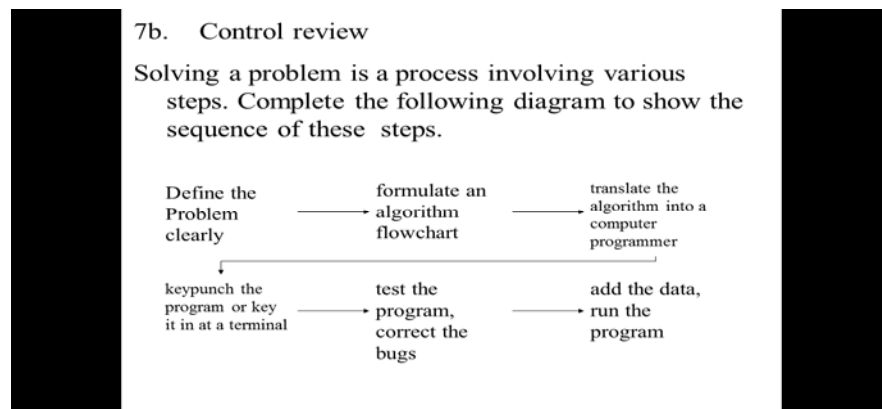 7b. Control review
Solving a problem is a process involving various
steps. Complete the following diagram to show the
sequence of these steps.
Define the
Problem
clearly
formulate an
algorithm
flowchart
translate the
algorithm into a
computer
programmer
keypunch the
program or key
it in at a terminal
test the
program,
correct the
bugs
add the data,
run the
program